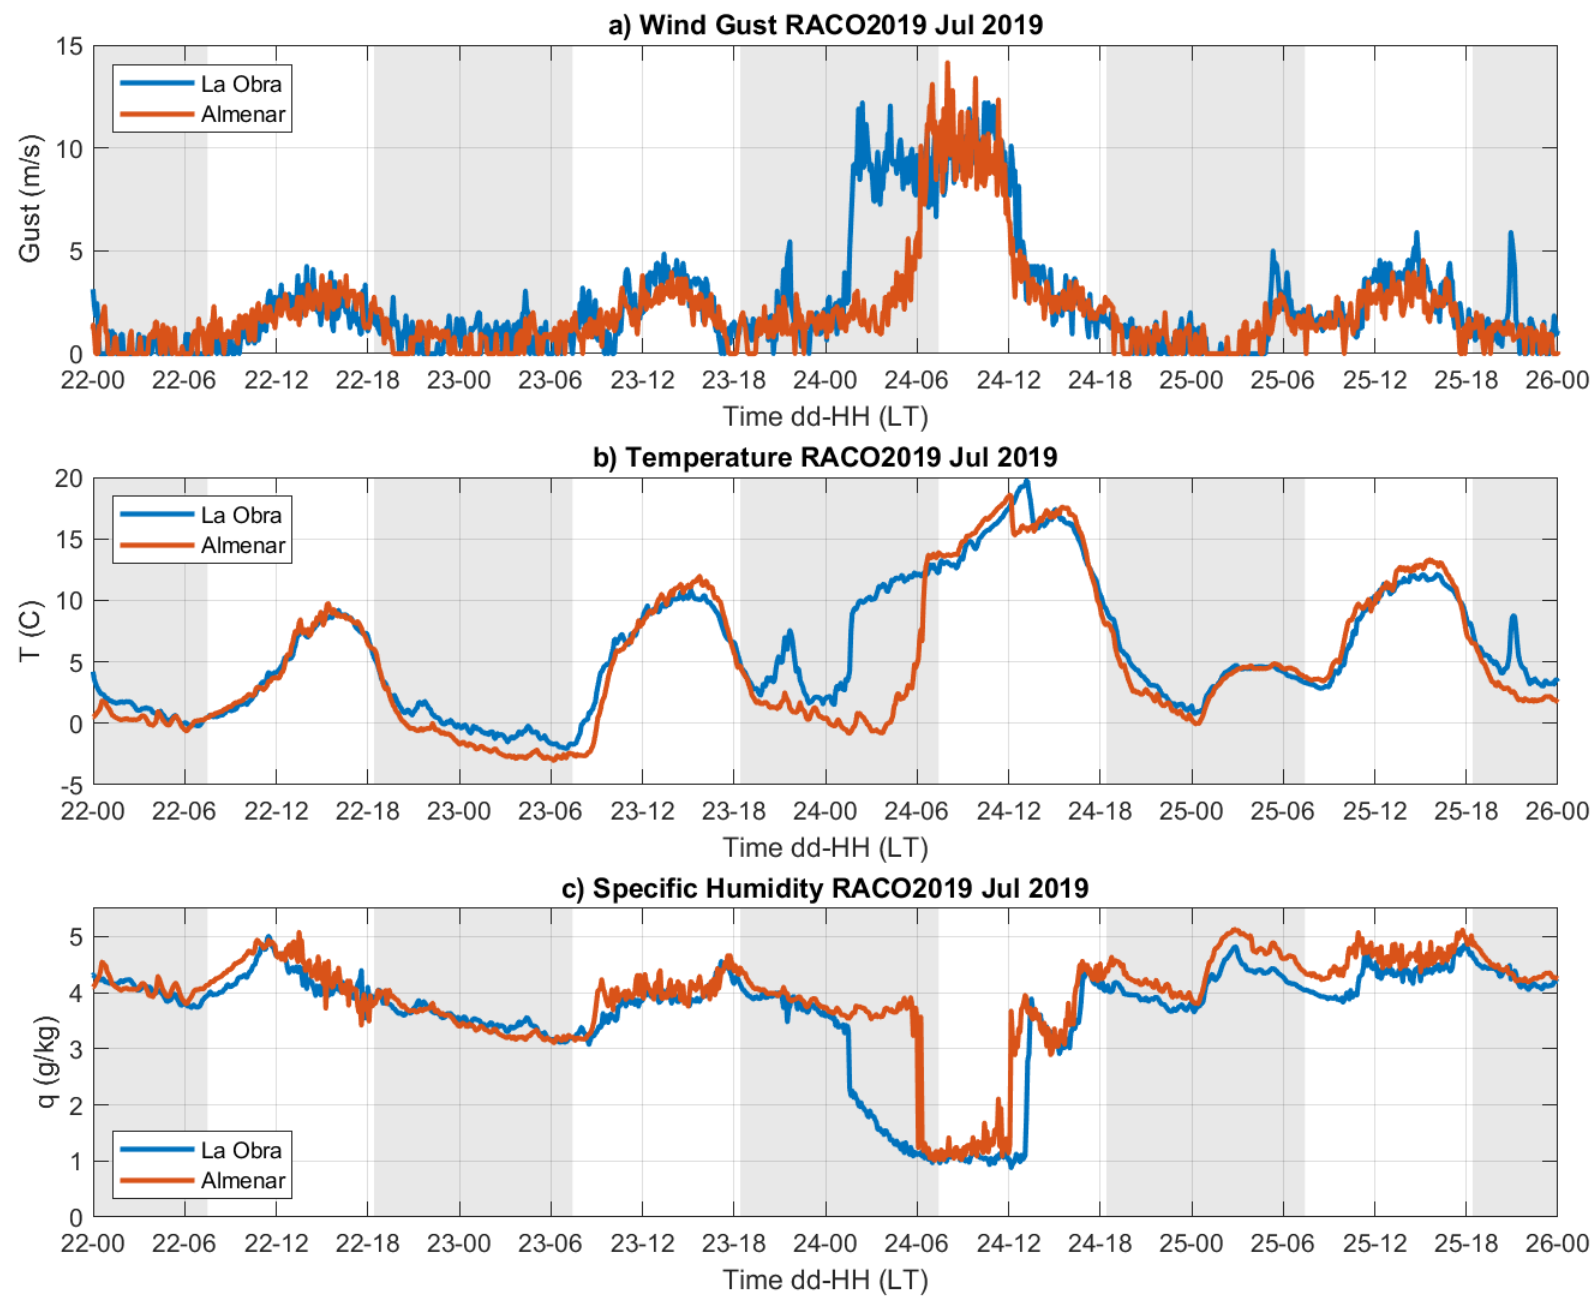 a) Wind Gust RACO2019 Jul 2019
15
10
5
0
Gust (m/s)
La Obra
Almenar
22-00 22-06 22-12 22-18 23-00 23-06 23-12 23-18 24-00 24-06 24-12 24-18 25-00 25-06 25-12 25-18 26-00
Time dd-HH (LT)
b) Temperature RACO2019 Jul 2019
20
15
10
5
0
-5
T (C)
La Obra
Almenar
22-00 22-06 22-12 22-18 23-00 23-06 23-12 23-18 24-00 24-06 24-12 24-18 25-00 25-06 25-12 25-18 26-00
Time dd-HH (LT)
c) Specific Humidity RACO2019 Jul 2019
5
4
3
2
1
0
q (g/kg)
La Obra
Almenar
22-00 22-06 22-12 22-18 23-00 23-06 23-12 23-18 24-00 24-06 24-12 24-18 25-00 25-06 25-12 25-18 26-00
Time dd-HH (LT)